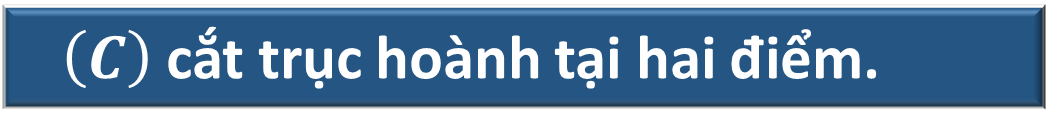 (𝑪) cắt trục hoành tại hai điểm.